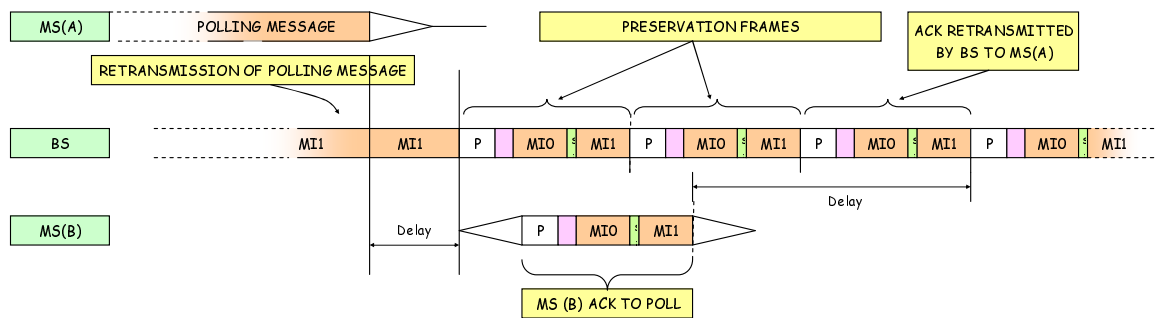 MS(A)
POLLING MESSAGE
PRESERVATION FRAMES
ACK RETRANSMITTED
BY BS TO MS(A)
RETRANSMISSION OF POLLING MESSAGE
BS
MI1 MI1 P MI0 MI1 P MI0 MI1 P MI0 MI1 P MI0 MI1
Delay
MS(B)
Delay
P MI0 MI1
MS (B) ACK TO POLL